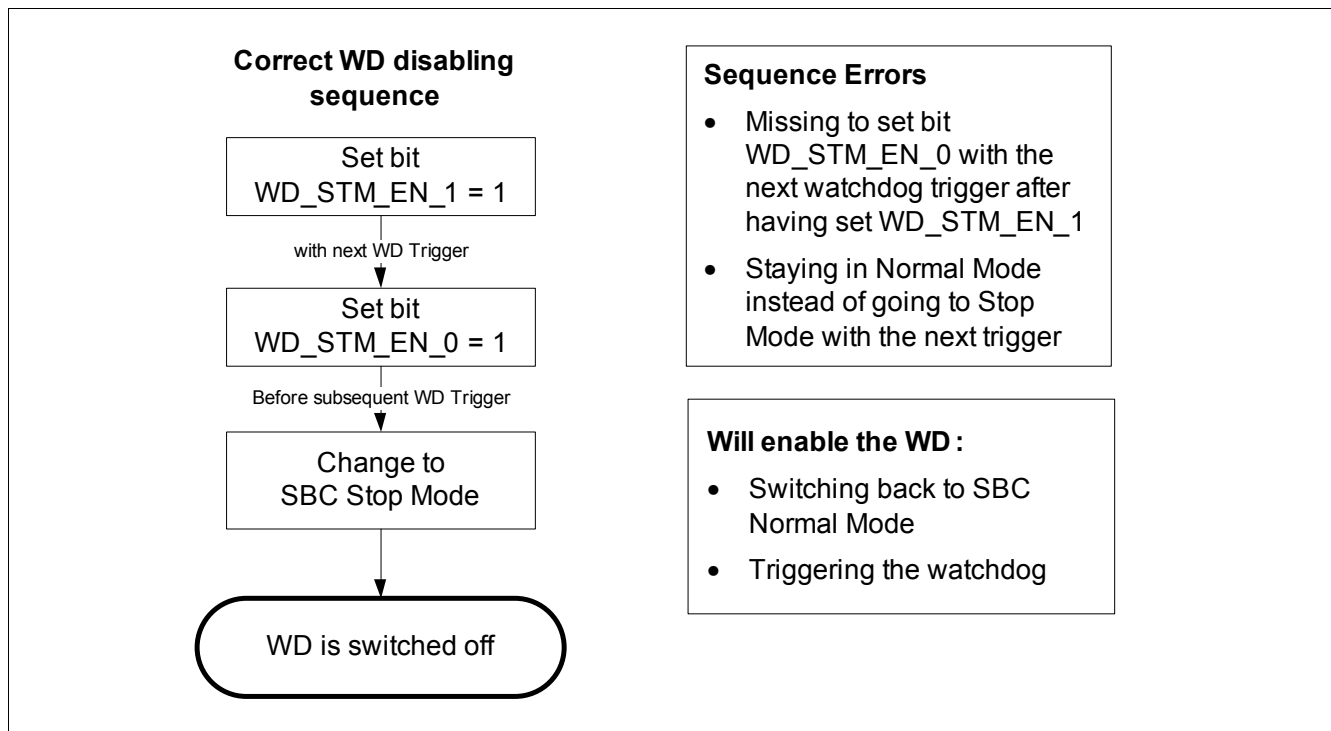 Correct WD disabling
sequence
Set bit
WD_STM_EN_1 = 1
with next WD Trigger
Set bit
WD_STM_EN_0 = 1
Before subsequent WD Trigger
Change to
SBC Stop Mode
WD is switched off
Sequence Errors
• Missing to set bit
WD_STM_EN_0 with the
next watchdog trigger after
having set WD_STM_EN_1
• Staying in Normal Mode
instead of going to Stop
Mode with the next trigger
Will enable the WD :
• Switching back to SBC
Normal Mode
• Triggering the watchdog